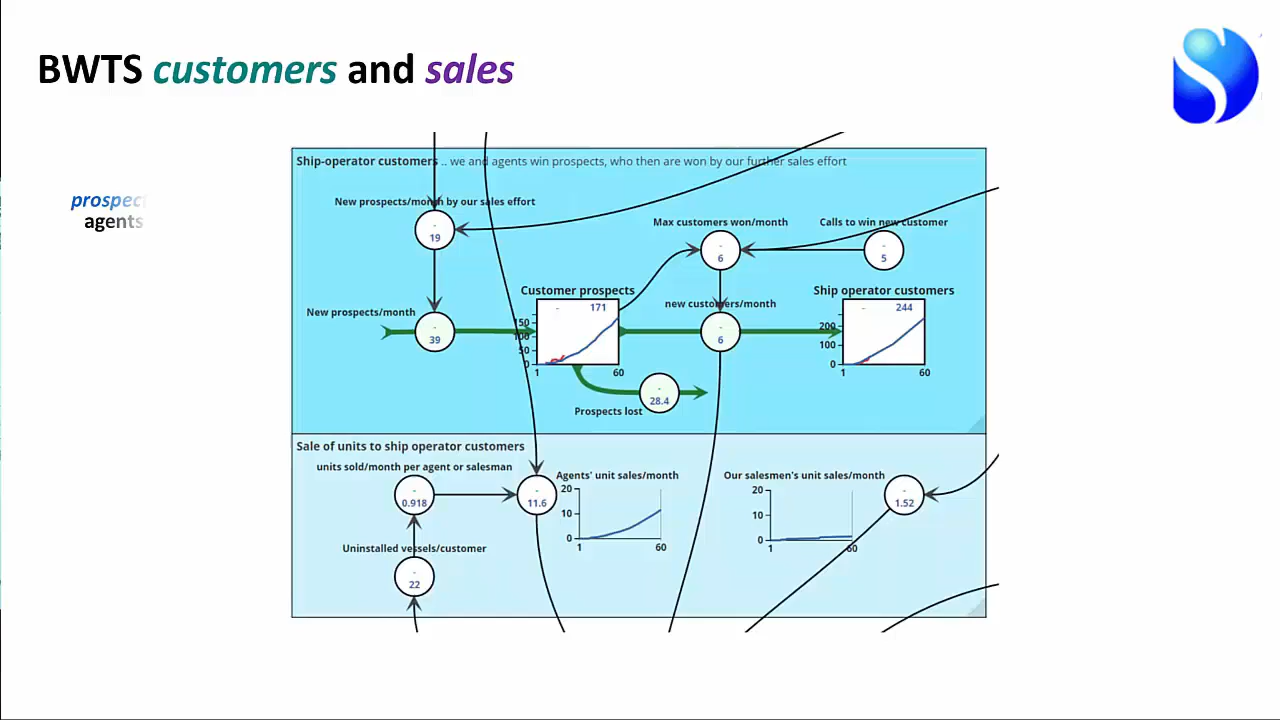 BWTS customers and sales
Ship-operator customers .. we and agents win prospects, who then are won by our further sales effort
agents
New prospects/month by our sales effort
-
19
Max customers won/month
-
6
Calls to win new customer
-
5
New prospects/month
-
39
Customer prospects
-
171
150
100
50
0
1
60
new customers/month
-
6
Ship operator customers
-
244
200
100
0
1
60
Prospects lost
-
28.4
Sale of units to ship operator customers
units sold/month per agent or salesman
-
0.918
-
11.6
Agents' unit sales/month
20
10
0
1
60
Our salesmen's unit sales/month
20
10
0
1
60
-
1.52
Uninstalled vessels/customer
-
22